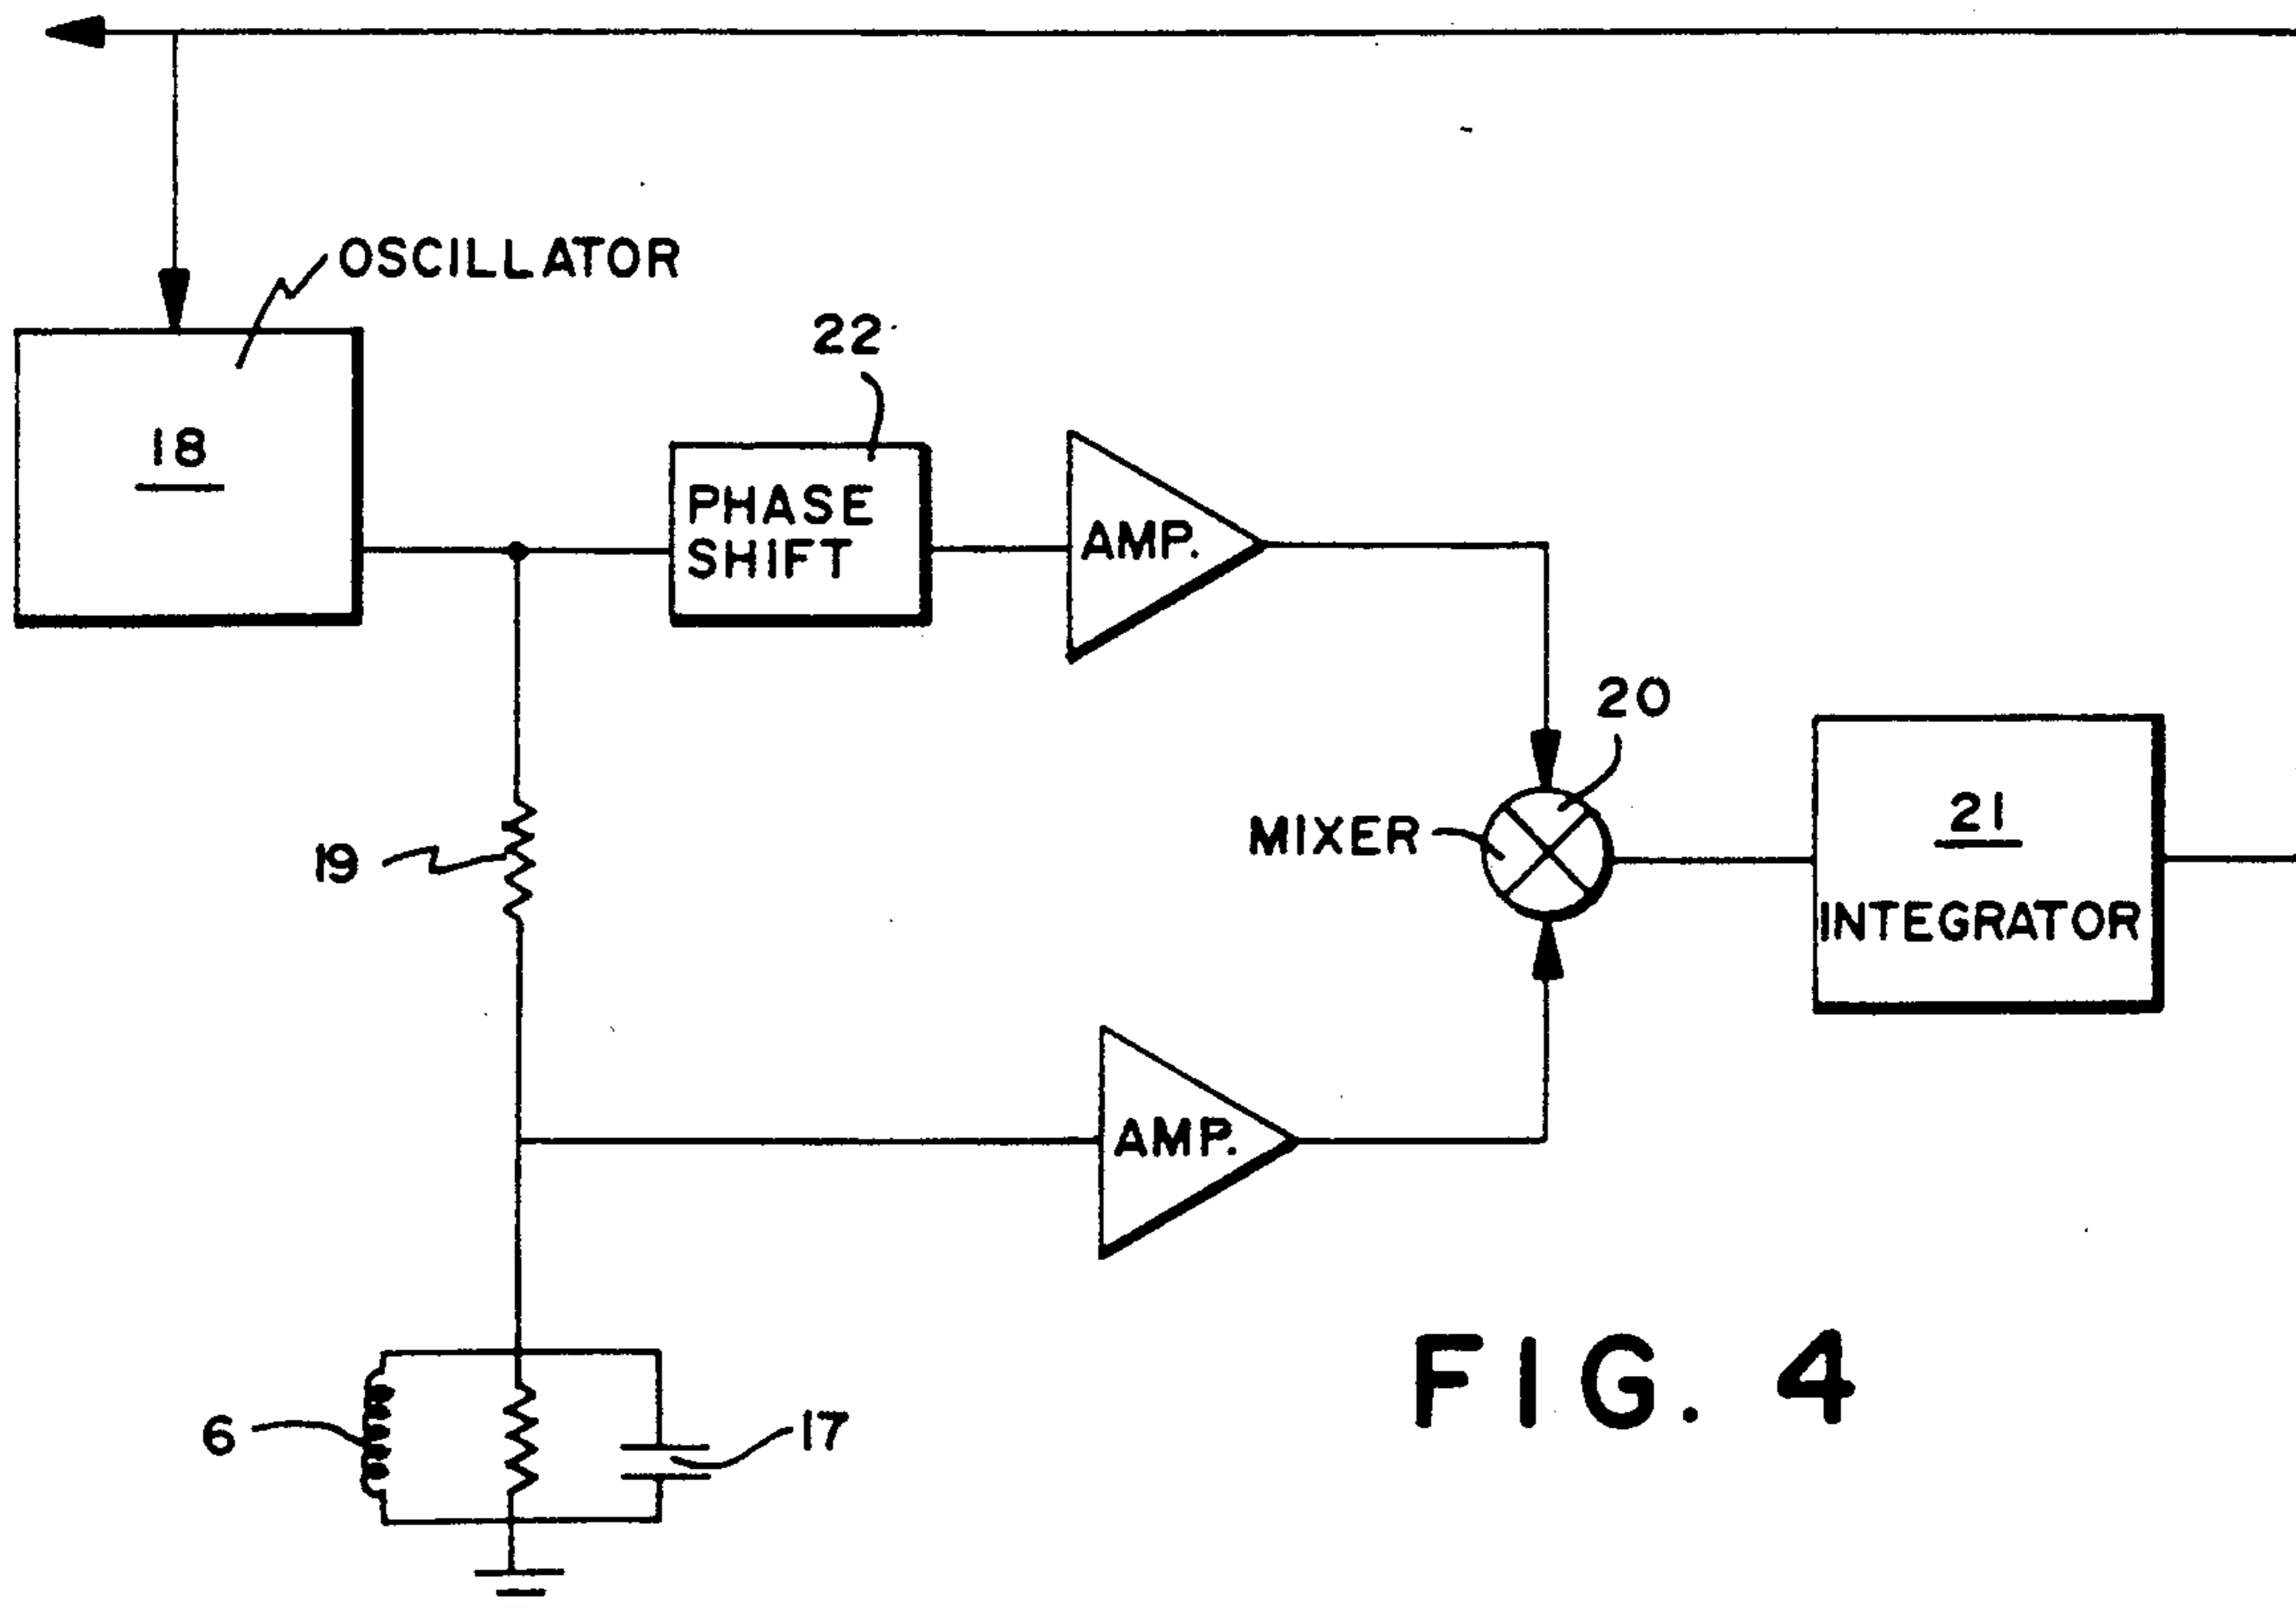 OSCILLATOR
18
22
PHASE
SHIFT
AMP.
20
MIXER
21
INTEGRATOR
19
AMP.
6
17
FIG. 4